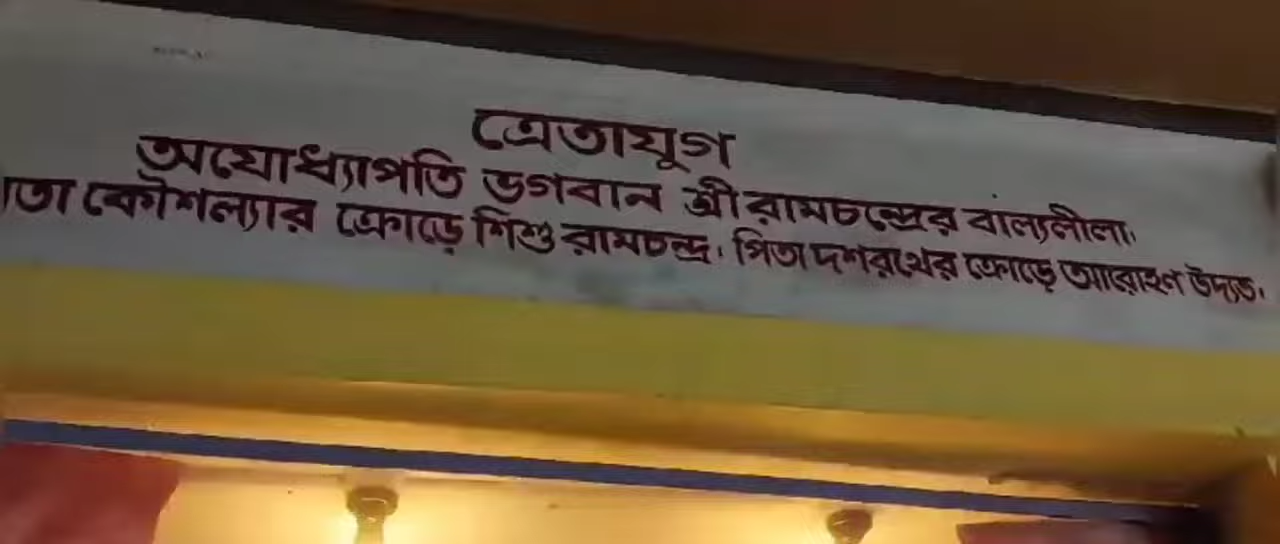 ত্রেতাযুগ
অযোধ্যাপতি ভগবান শ্রী রামচন্দ্রের বাল্যলীলা।
তা কৌশল্যার ক্রোড়ে শিশু রামচন্দ্র। পিতা দশরথের ক্রোড়ে আরোহণ উদ্যত।